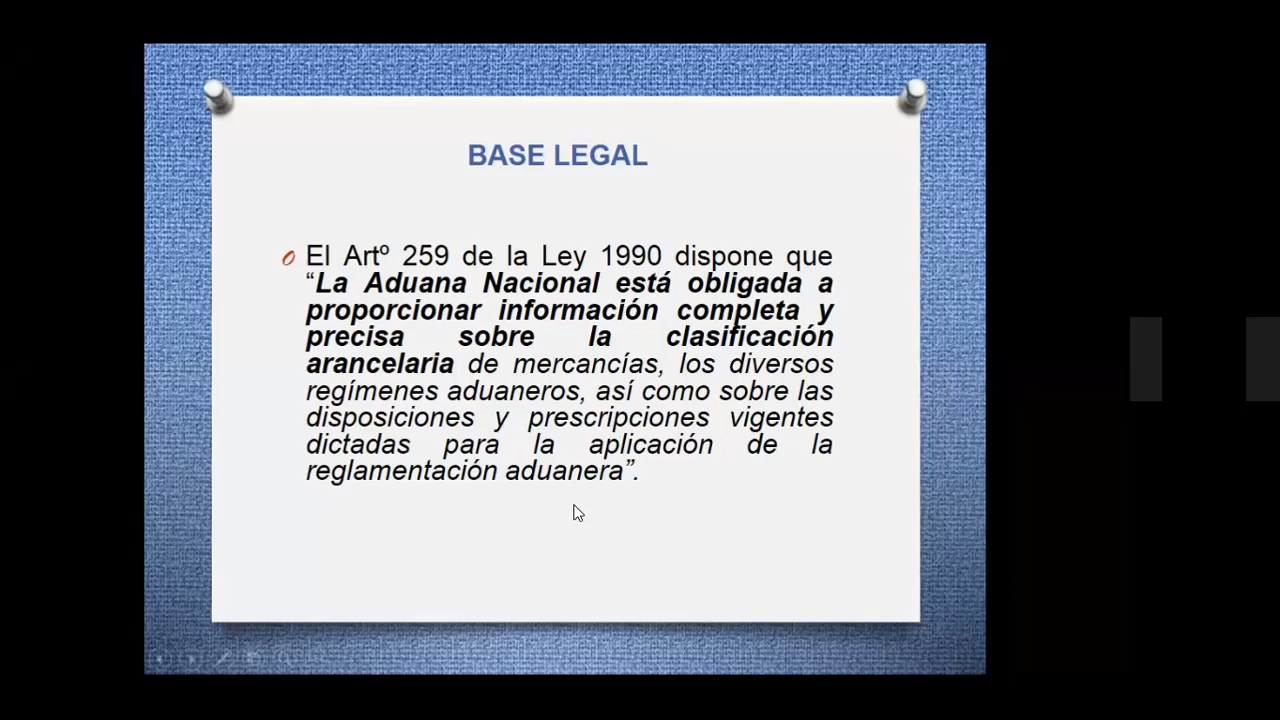 BASE LEGAL
El Artº 259 de la Ley 1990 dispone que
“La Aduana Nacional está obligada a
proporcionar información completa y
precisa sobre la clasificación
arancelaria de mercancías, los diversos
regímenes aduaneros, así como sobre las
disposiciones y prescripciones vigentes
dictadas para la aplicación de la
reglamentación aduanera”.